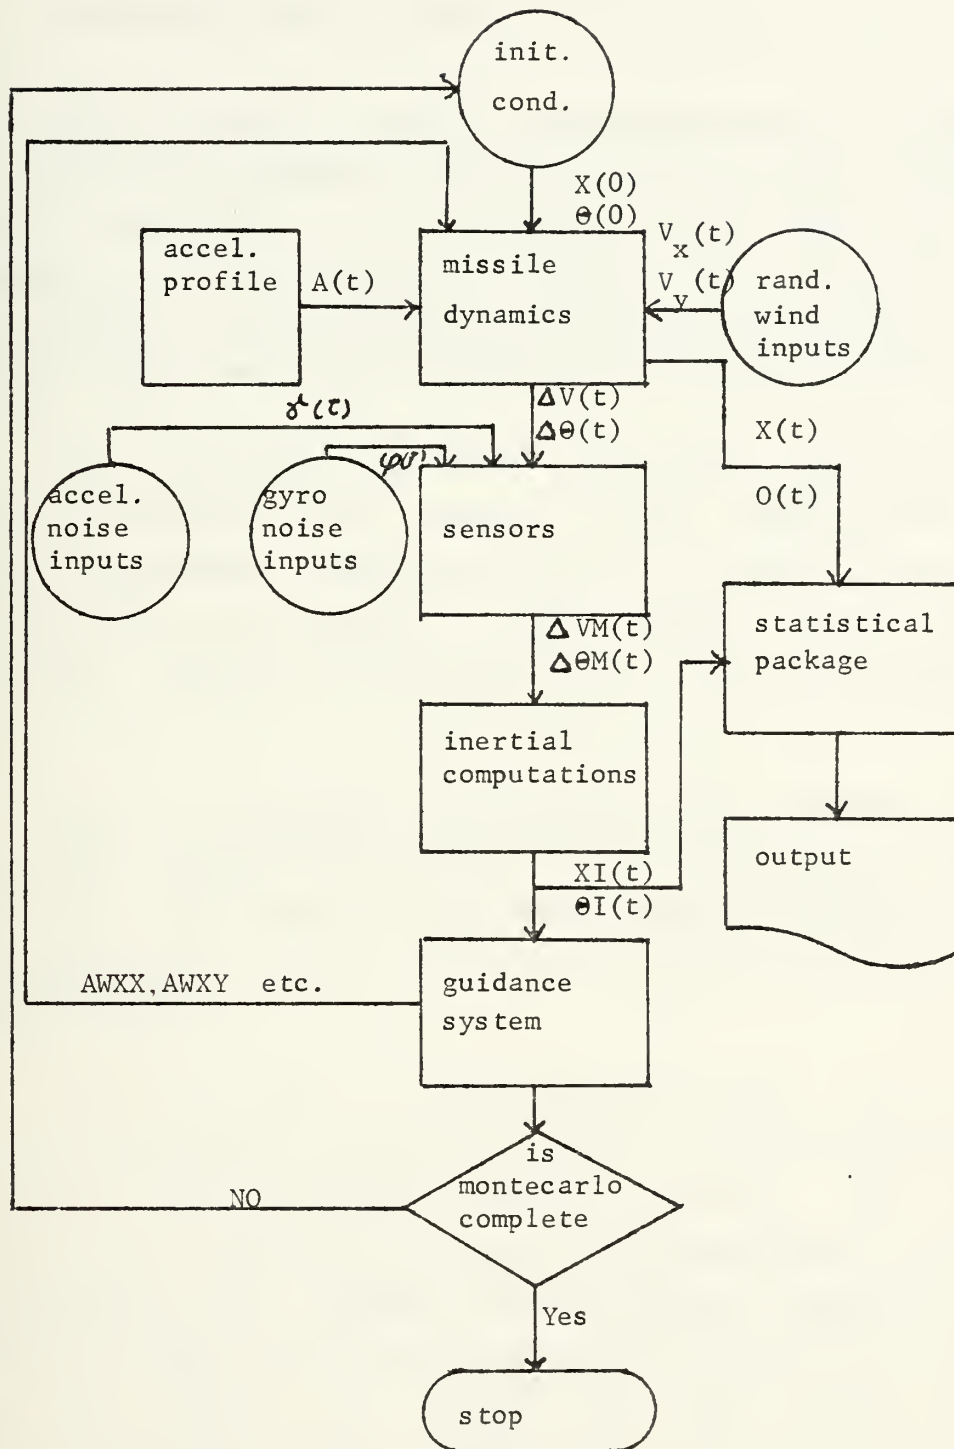 init.
cond.
X(0)
Θ(0)
accel.
profile
A(t)
missile
dynamics
V_x(t)
V_y(t)
rand.
wind
inputs
ΔV(t)
ΔΘ(t)
X(t)
O(t)
accel.
noise
inputs
gyro
noise
inputs
sensors
ΔVM(t)
ΔΘM(t)
statistical
package
inertial
computations
output
XI(t)
ΘI(t)
AWXX,AWXY etc.
guidance
system
is
montecarlo
complete
NO
Yes
stop